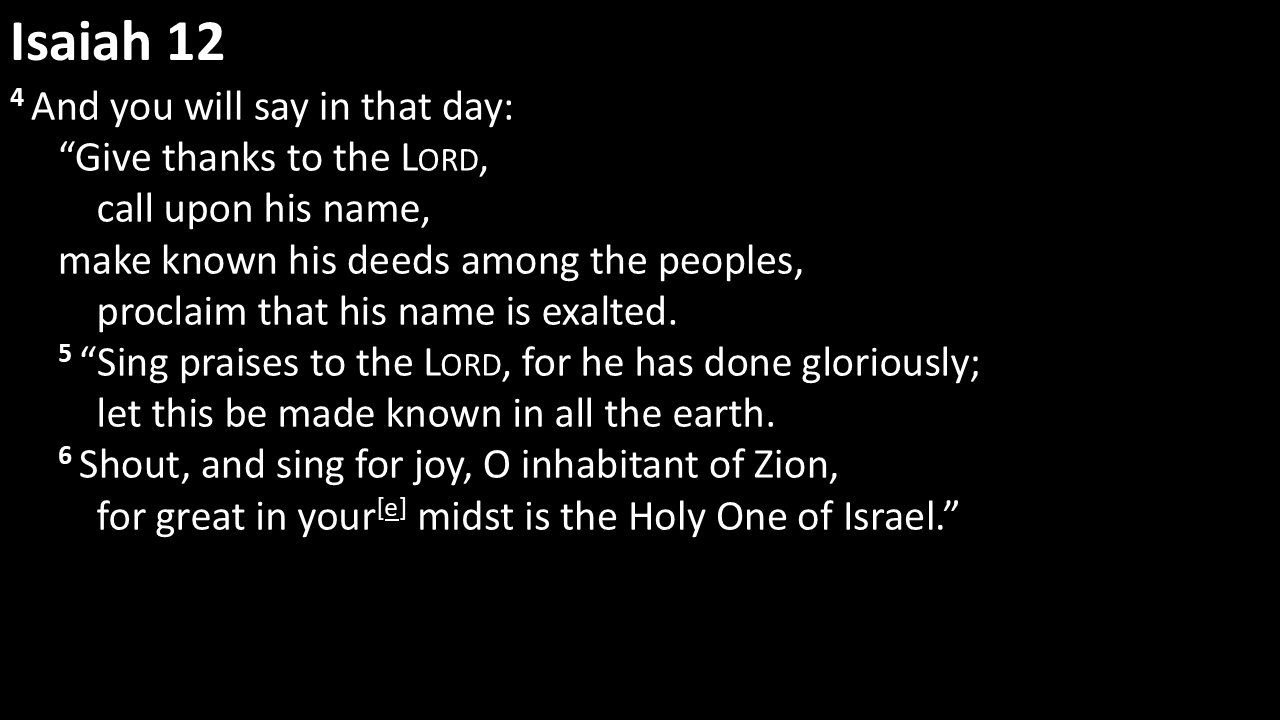 Isaiah 12
4 And you will say in that day:
“Give thanks to the LORD,
call upon his name,
make known his deeds among the peoples,
proclaim that his name is exalted.
5 “Sing praises to the LORD, for he has done gloriously;
let this be made known in all the earth.
6 Shout, and sing for joy, O inhabitant of Zion,
for great in your[e] midst is the Holy One of Israel.”